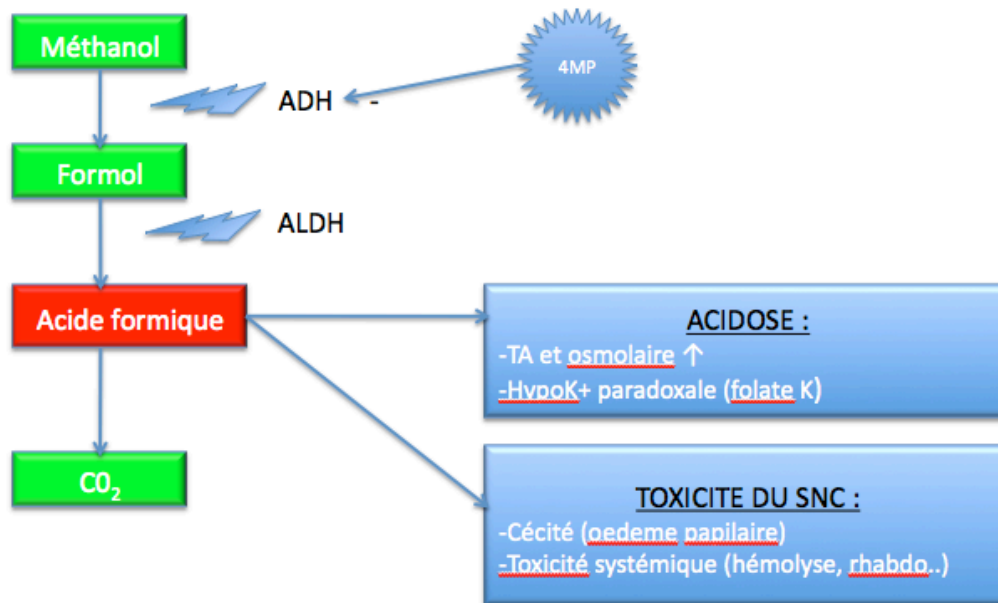 Méthanol
4MP
ADH -
Formol
ALDH
Acide formique
ACIDOSE :
-TA et osmolaire ↑
-HypoK+ paradoxale (folate K)
C0₂
TOXICITE DU SNC :
-Cécité (oedeme papilaire)
-Toxicité systémique (hémolyse, rhabdo..)